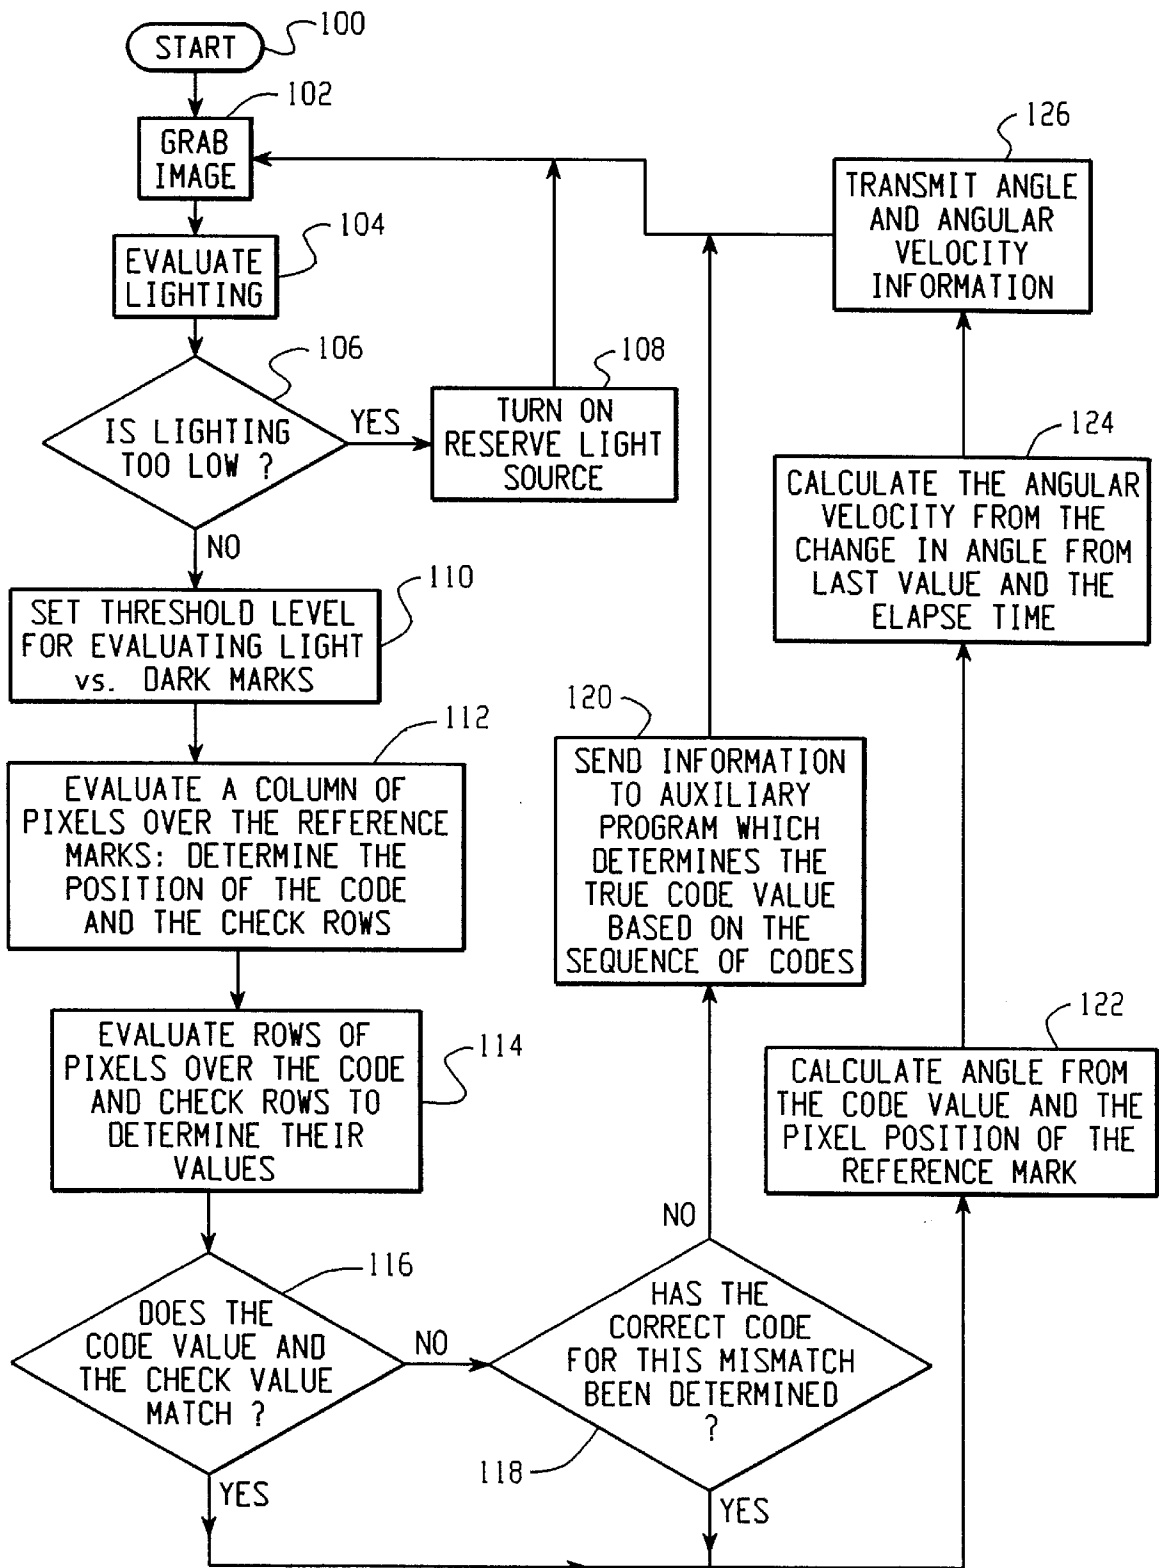 START
100
102
GRAB
IMAGE
104
EVALUATE
LIGHTING
106
IS LIGHTING
TOO LOW ?
YES
NO
108
TURN ON
RESERVE LIGHT
SOURCE
110
SET THRESHOLD LEVEL
FOR EVALUATING LIGHT
vs. DARK MARKS
112
EVALUATE A COLUMN OF
PIXELS OVER THE REFERENCE
MARKS: DETERMINE THE
POSITION OF THE CODE
AND THE CHECK ROWS
114
EVALUATE ROWS OF
PIXELS OVER THE CODE
AND CHECK ROWS TO
DETERMINE THEIR
VALUES
116
DOES THE
CODE VALUE AND
THE CHECK VALUE
MATCH ?
NO
YES
118
HAS THE
CORRECT CODE
FOR THIS MISMATCH
BEEN DETERMINED
?
NO
YES
120
SEND INFORMATION
TO AUXILIARY
PROGRAM WHICH
DETERMINES THE
TRUE CODE VALUE
BASED ON THE
SEQUENCE OF CODES
122
CALCULATE ANGLE FROM
THE CODE VALUE AND THE
PIXEL POSITION OF THE
REFERENCE MARK
124
CALCULATE THE ANGULAR
VELOCITY FROM THE
CHANGE IN ANGLE FROM
LAST VALUE AND THE
ELAPSE TIME
126
TRANSMIT ANGLE
AND ANGULAR
VELOCITY
INFORMATION